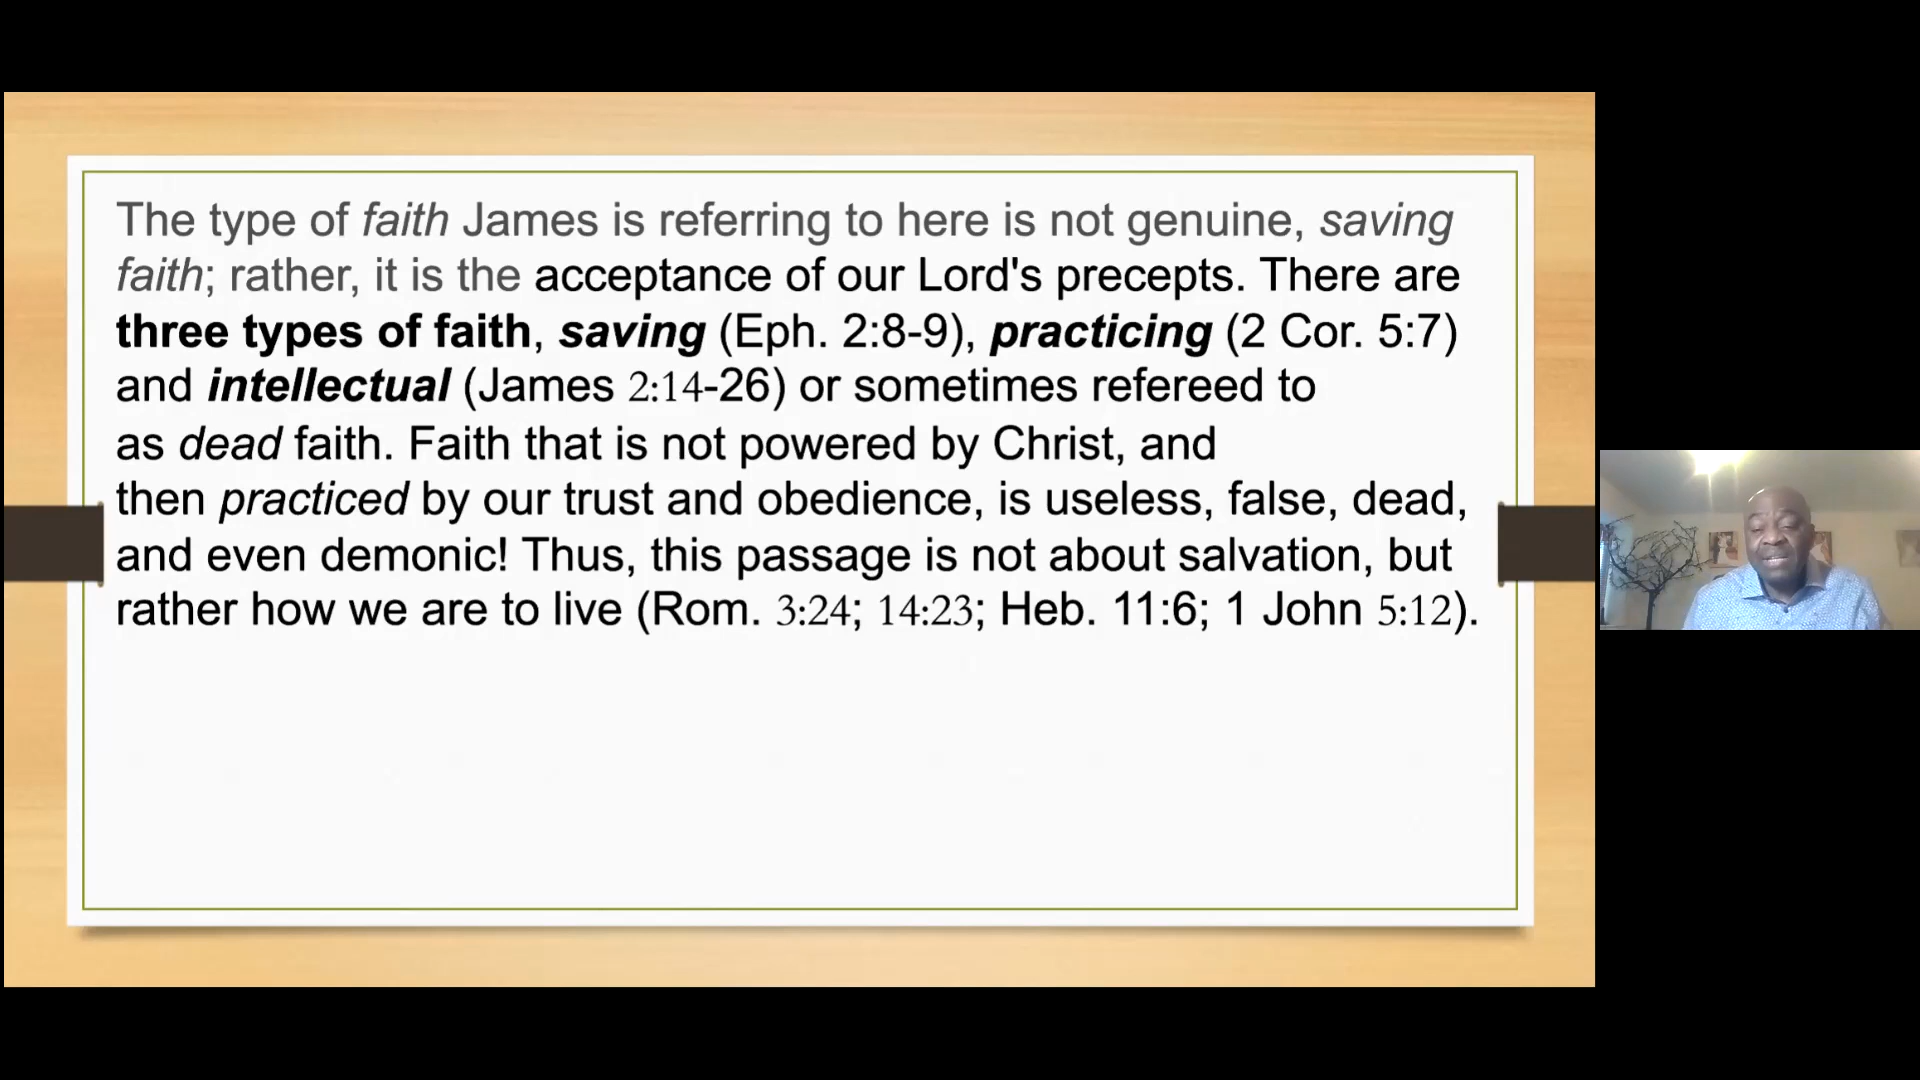 The type of faith James is referring to here is not genuine, saving
faith; rather, it is the acceptance of our Lord's precepts. There are
three types of faith, saving (Eph. 2:8-9), practicing (2 Cor. 5:7)
and intellectual (James 2:14-26) or sometimes refereed to
as dead faith. Faith that is not powered by Christ, and
then practiced by our trust and obedience, is useless, false, dead,
and even demonic! Thus, this passage is not about salvation, but
rather how we are to live (Rom. 3:24; 14:23; Heb. 11:6; 1 John 5:12).